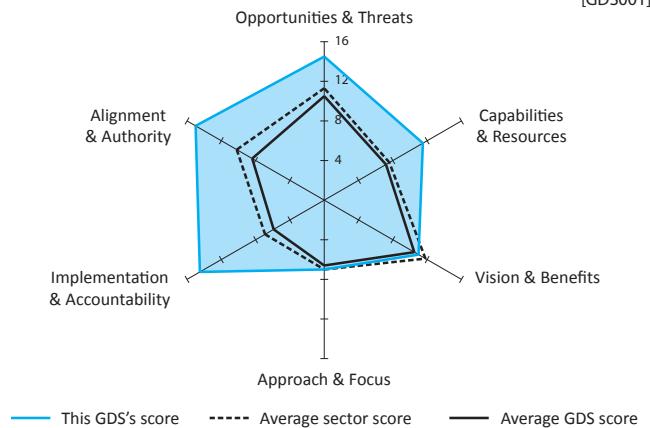 [GDS001]
Opportunities & Threats
16
12
8
4
Alignment
& Authority
Capabilities
& Resources
Implementation
& Accountability
Vision & Benefits
Approach & Focus
This GDS's score
Average sector score
Average GDS score